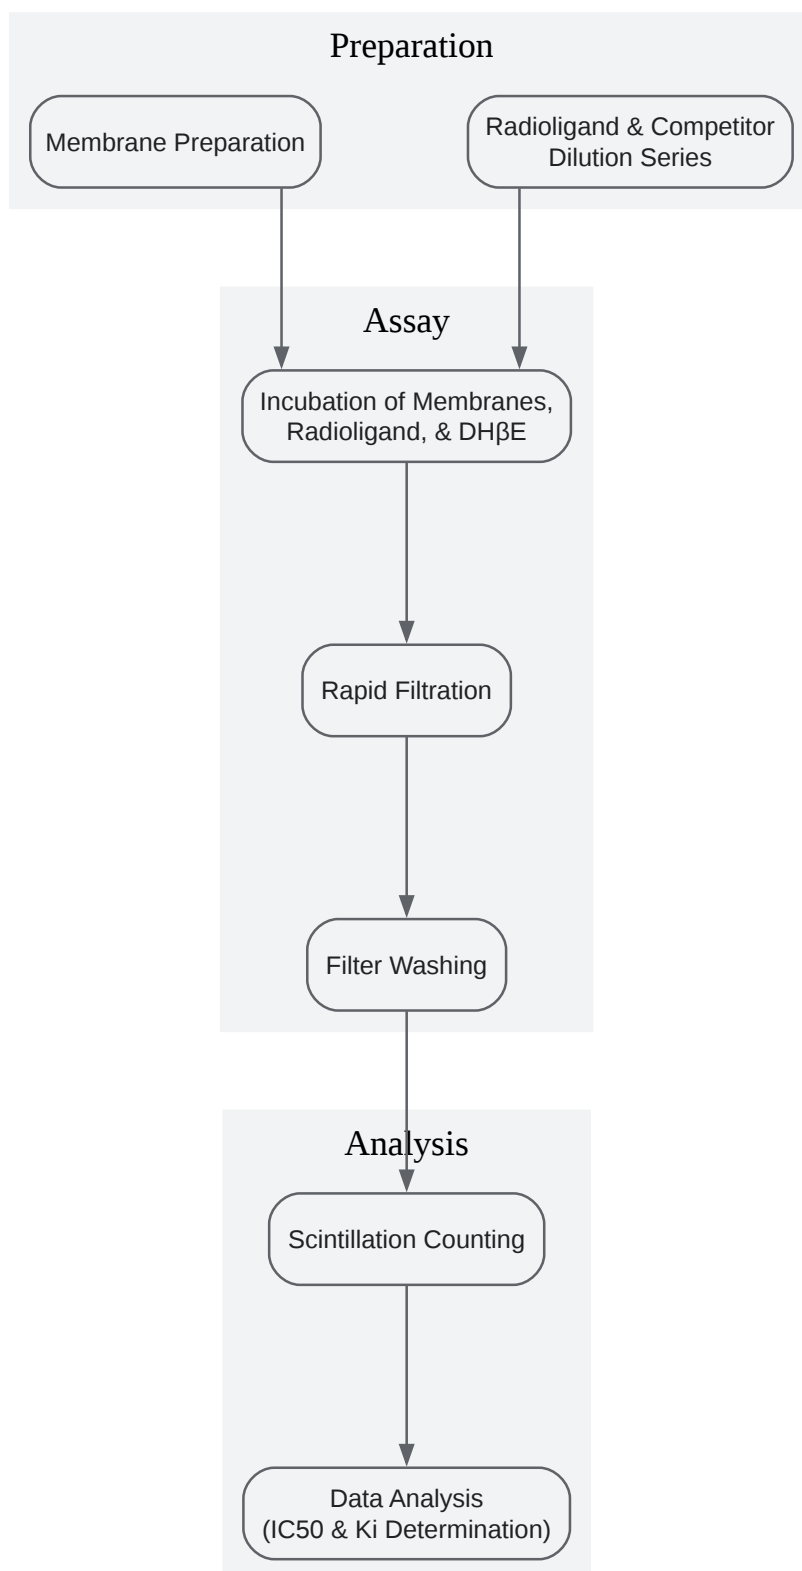 Preparation
Membrane Preparation
Radioligand & Competitor
Dilution Series
Assay
Incubation of Membranes,
Radioligand, & DHβE
Rapid Filtration
Filter Washing
Analysis
Scintillation Counting
Data Analysis
(IC50 & Ki Determination)